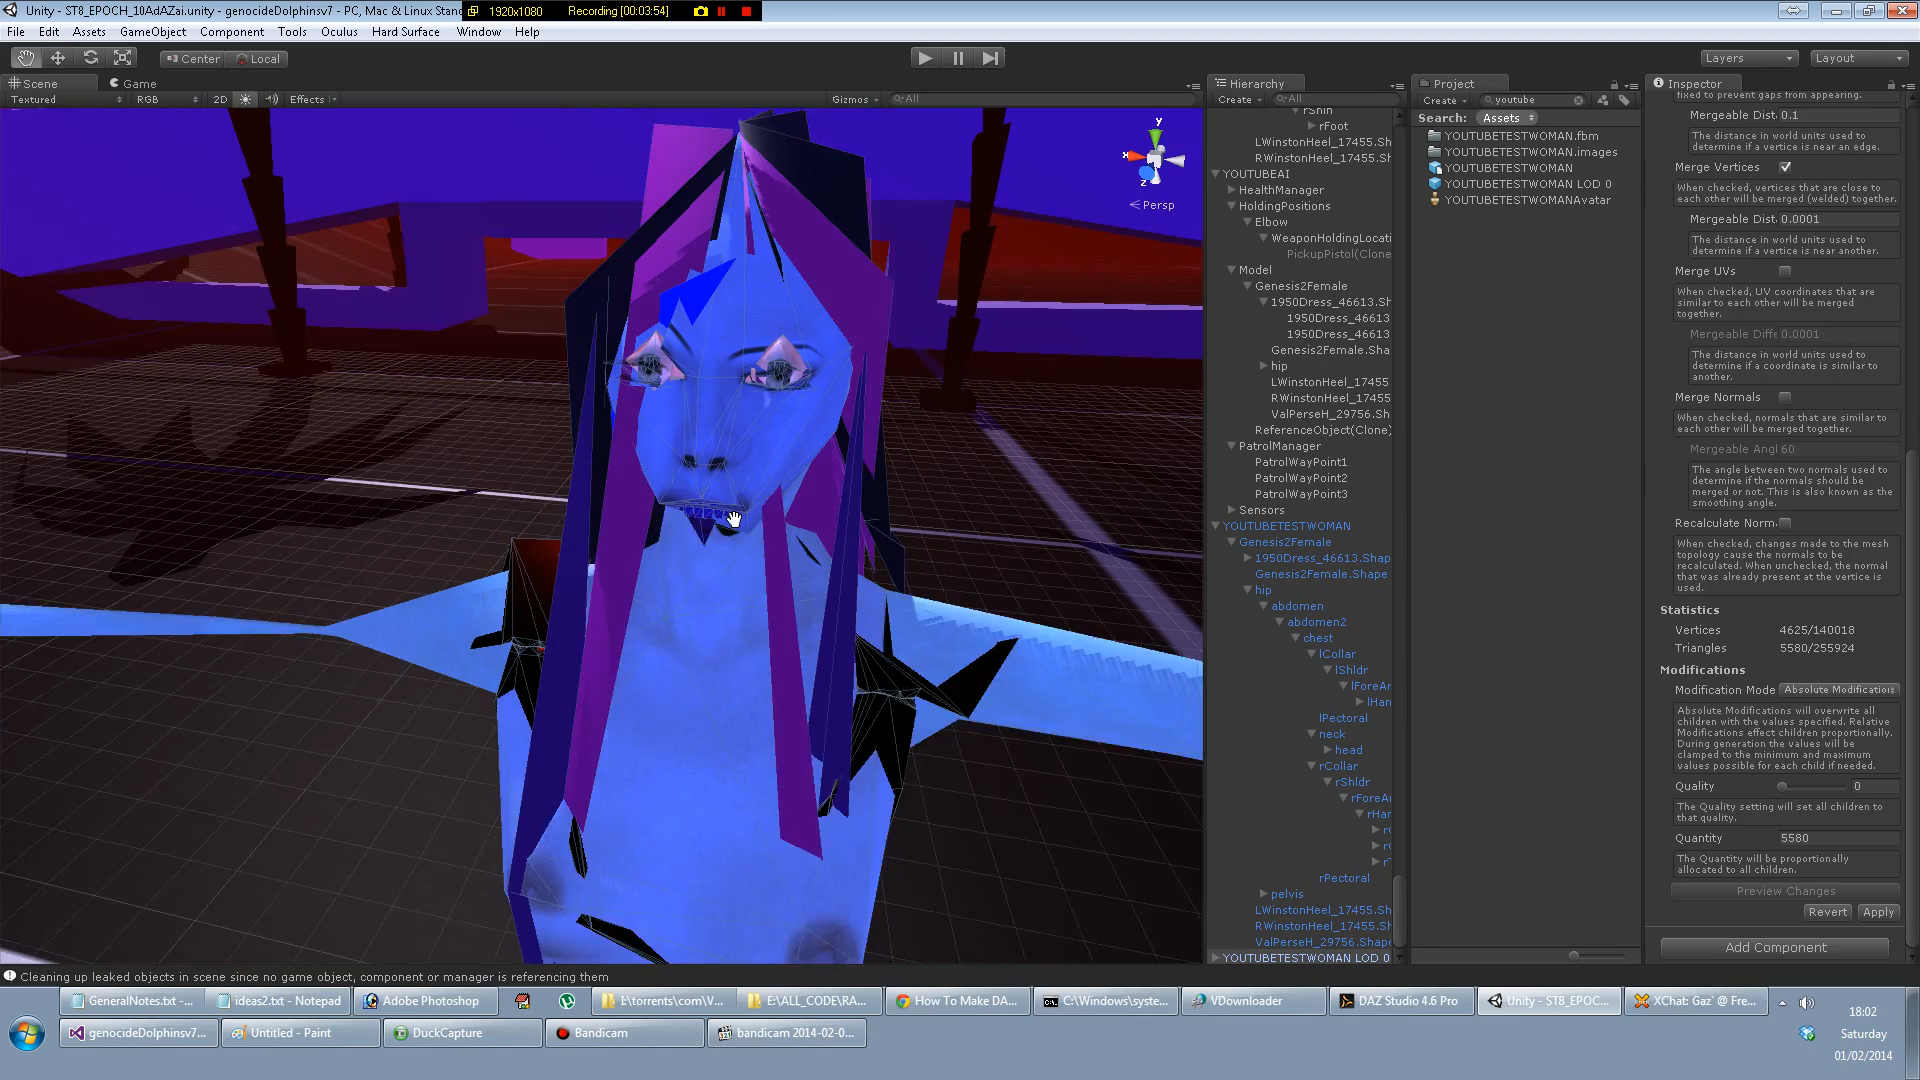 Unity - ST8_EPOCH_10AdAZai.unity - genocideDolphinsv7 - PC, Mac & Linux Stand
1920x1080
Recording [00:03:54]
File Edit Assets GameObject Component Tools Oculus Hard Surface Window Help
Center
Local
Layers
Layout
Scene
Game
Textured
RGB
2D
Effects
Gizmos
All
y
x
z
Persp
Hierarchy
Create
All
rShin
rFoot
LWinstonHeel_17455.Sh
RWinstonHeel_17455.Sh
YOUTUBEAI
HealthManager
HoldingPositions
Elbow
WeaponHoldingLocati
PickupPistol(Clone
Model
Genesis2Female
1950Dress_46613.Sh
1950Dress_46613
1950Dress_46613
Genesis2Female.Sha
hip
LWinstonHeel_17455
RWinstonHeel_17455
ValPerseH_29756.Sh
ReferenceObject(Clone)
PatrolManager
PatrolWayPoint1
PatrolWayPoint2
PatrolWayPoint3
Sensors
YOUTUBETESTWOMAN
Genesis2Female
1950Dress_46613.Shap
Genesis2Female.Shape
hip
abdomen
abdomen2
chest
lCollar
lShldr
lForeAr
lHan
lPectoral
neck
head
rCollar
rShldr
rForeAr
rHar
rPectoral
pelvis
LWinstonHeel_17455.Sh
RWinstonHeel_17455.Sh
ValPerseH_29756.Shape
YOUTUBETESTWOMAN LOD 0
Project
Create
youtube
Search: Assets
YOUTUBETESTWOMAN.fbm
YOUTUBETESTWOMAN.images
YOUTUBETESTWOMAN
YOUTUBETESTWOMAN LOD 0
YOUTUBETESTWOMANAvatar
Inspector
fixed to prevent gaps from appearing.
Mergeable Dist 0.1
The distance in world units used to
determine if a vertex is near an edge.
Merge Vertices
When checked, vertices that are close to
each other will be merged (welded) together.
Mergeable Dist 0.0001
The distance in world units used to
determine if a vertex is near another.
Merge UVs
When checked, UV coordinates that are
similar to each other will be merged
together.
Mergeable Diffe 0.0001
The distance in world units used to
determine if a coordinate is similar to
another.
Merge Normals
When checked, normals that are similar to
each other will be merged together.
Mergeable Angl 60
The angle between two normals used to
determine if the normals should be
merged or not. This is also known as the
smoothing angle.
Recalculate Norm
When checked, changes made to the mesh
topology cause the normals to be
recalculated. When unchecked, the normal
that was already present at the vertice is
used.
Statistics
Vertices 4625/140018
Triangles 5580/255924
Modifications
Modification Mode Absolute Modification
Absolute Modifications will overwrite all
children with the values specified. Relative
Modifications effect children proportionally.
During generation the values will be
clamped to the minimum and maximum
values possible for each child if needed.
Quality 0
The Quality setting will set all children to
that quality.
Quantity 5580
The Quantity will be proportionally
allocated to all children.
Preview Changes
Revert Apply
Add Component
Cleaning up leaked objects in scene since no game object, component or manager is referencing them
GeneralNotes.txt -...
ideas2.txt - Notepad
Adobe Photoshop
I:\torrents\com\V...
E:\ALL_CODE\RA...
How To Make DA...
C:\Windows\syste...
VDownloader
DAZ Studio 4.6 Pro
Unity - ST8_EPOC...
XChat: Gaz` @ Fre...
18:02
genocideDolphinsv7...
Untitled - Paint
DuckCapture
Bandicam
bandicam 2014-02-0...
Saturday
01/02/2014